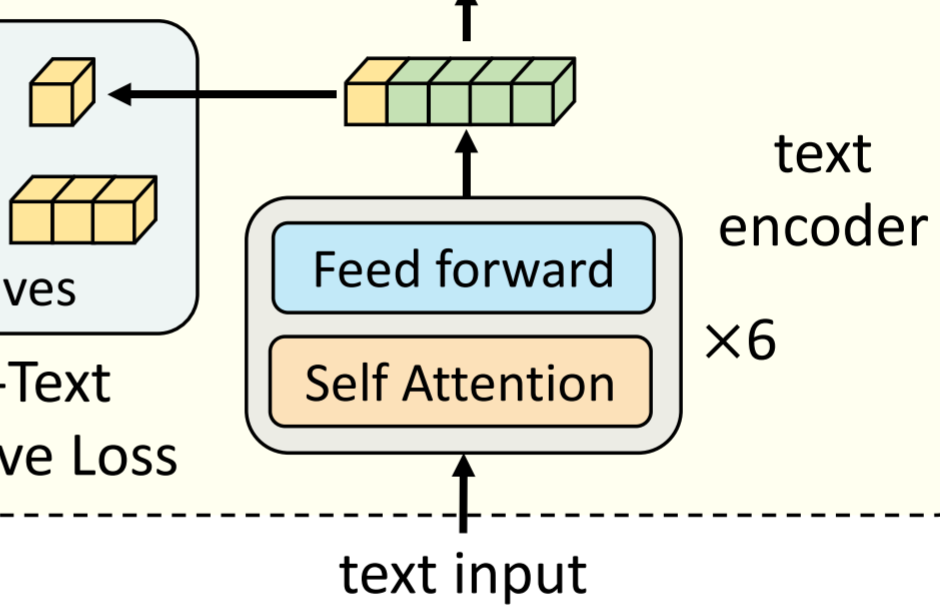 text
encoder
Feed forward
×6
Self Attention
ves
-Text
ve Loss
text input